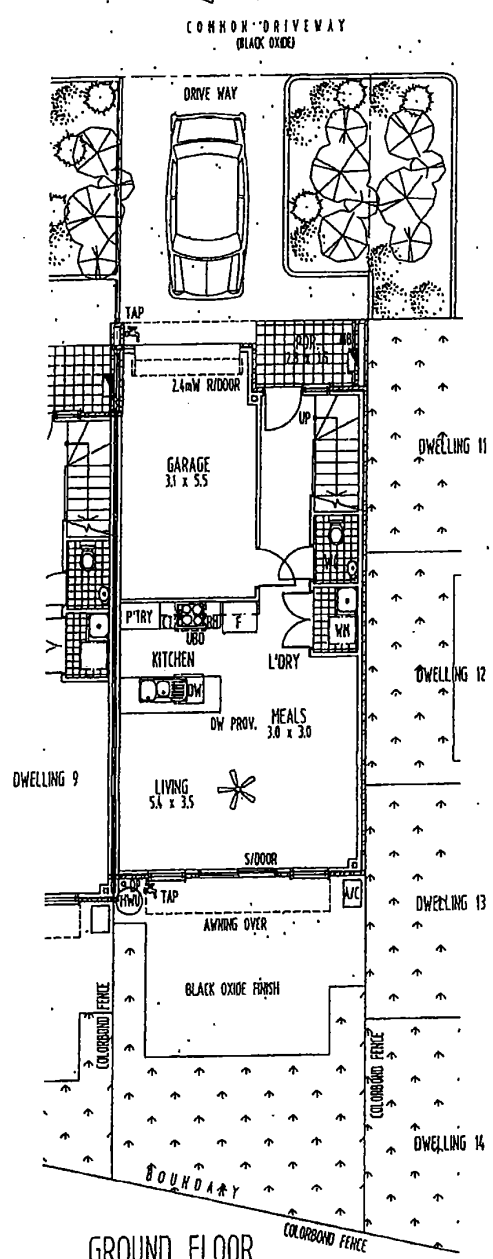 COMMON DRIVEWAY
(BLACK OXIDE)
DRIVE WAY
TAP
PDR
MB
2.4mW R/DOOR
UP
DWELLING 11
GARAGE
3.1 x 5.5
P'TRY
UBO
F
WM
KITCHEN
L'DRY
DWELLING 12
DW
DW PROV.
MEALS
3.0 x 3.0
DWELLING 9
LIVING
5.4 x 3.5
S/DOOR
DP
HWU
TAP
A/C
DWELLING 13
AWNING OVER
BLACK OXIDE FINISH
COLORBOND FENCE
COLORBOND FENCE
DWELLING 14
BOUNDARY
COLORBOND FENCE
GROUND FLOOR